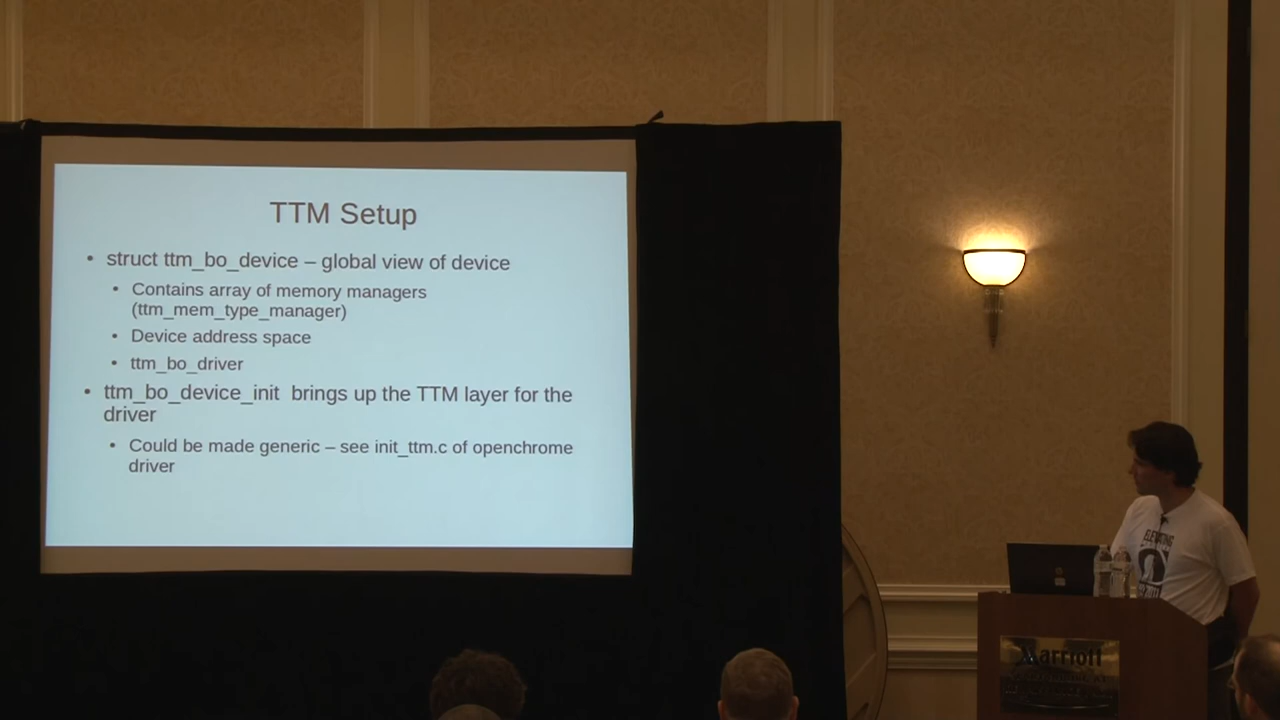 TTM Setup
• struct ttm_bo_device – global view of device
• Contains array of memory managers
(ttm_mem_type_manager)
• Device address space
• ttm_bo_driver
• ttm_bo_device_init brings up the TTM layer for the
driver
• Could be made generic – see init_ttm.c of openchrome
driver
Marriott